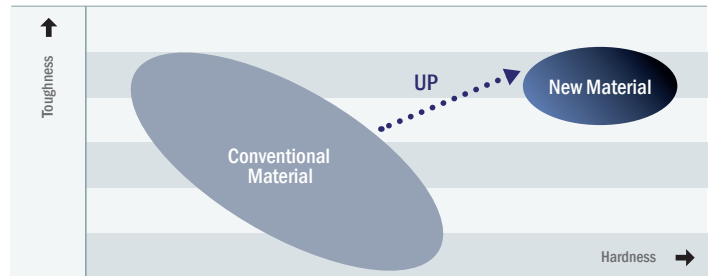 Toughness
UP
New Material
Conventional
Material
Hardness